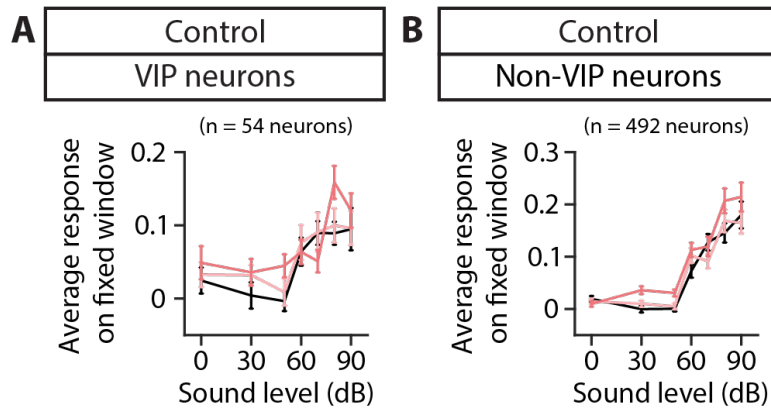 A
Control
VIP neurons
(n = 54 neurons)
Average response
on fixed window
0.2
0.1
0
0 30 60 90
Sound level (dB)
B
Control
Non-VIP neurons
(n = 492 neurons)
Average response
on fixed window
0.3
0.2
0.1
0
0 30 60 90
Sound level (dB)